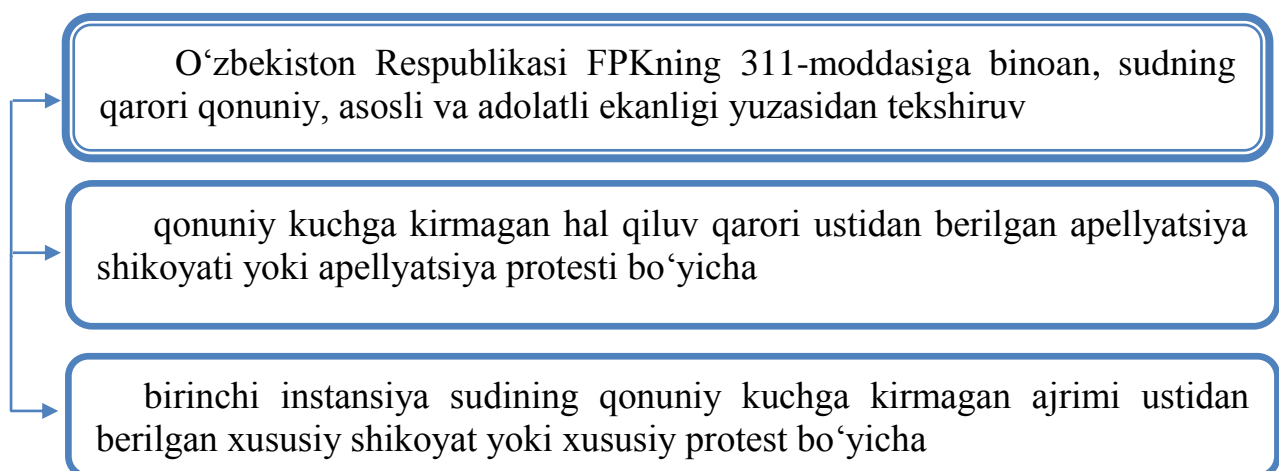 O‘zbekiston Respublikasi FPKning 311-moddasiga binoan, sudning
qarori qonuniy, asosli va adolatli ekanligi yuzasidan tekshiruv
qonuniy kuchga kirmagan hal qiluv qarori ustidan berilgan apellyatsiya
shikoyati yoki apellyatsiya protesti bo‘yicha
birinchi instansiya sudining qonuniy kuchga kirmagan ajrimi ustidan
berilgan xususiy shikoyat yoki xususiy protest bo‘yicha